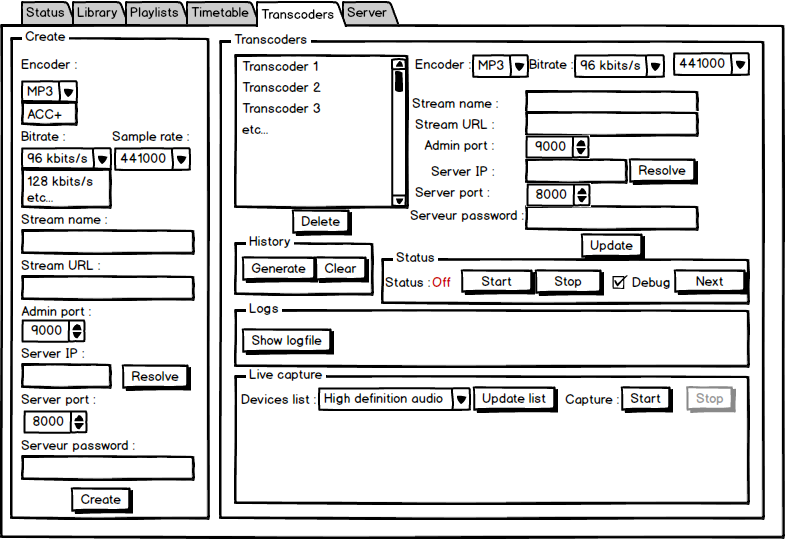 Status Library Playlists Timetable Transcoders Server
Create
Encoder :
MP3
ACC+
Bitrate : Sample rate :
96 kbits/s 441000
128 kbits/s
etc...
Stream name :
Stream URL :
Admin port :
9000
Server IP :
Resolve
Server port :
8000
Serveur password :
Create
Transcoders
Transcoder 1
Transcoder 2
Transcoder 3
etc...
Delete
Encoder : MP3 Bitrate : 96 kbits/s 441000
Stream name :
Stream URL :
Admin port : 9000
Server IP : Resolve
Server port : 8000
Serveur password :
Update
History
Generate Clear
Status
Status : Off Start Stop Debug Next
Logs
Show logfile
Live capture
Devices list : High definition audio Update list Capture : Start Stop